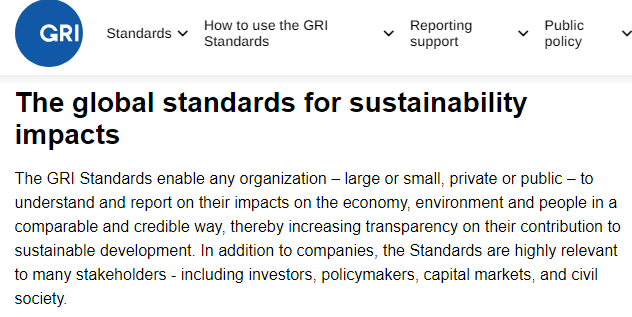 GRI
Standards
How to use the GRI
Standards
Reporting
support
Public
policy
The global standards for sustainability
impacts
The GRI Standards enable any organization – large or small, private or public – to
understand and report on their impacts on the economy, environment and people in a
comparable and credible way, thereby increasing transparency on their contribution to
sustainable development. In addition to companies, the Standards are highly relevant
to many stakeholders - including investors, policymakers, capital markets, and civil
society.